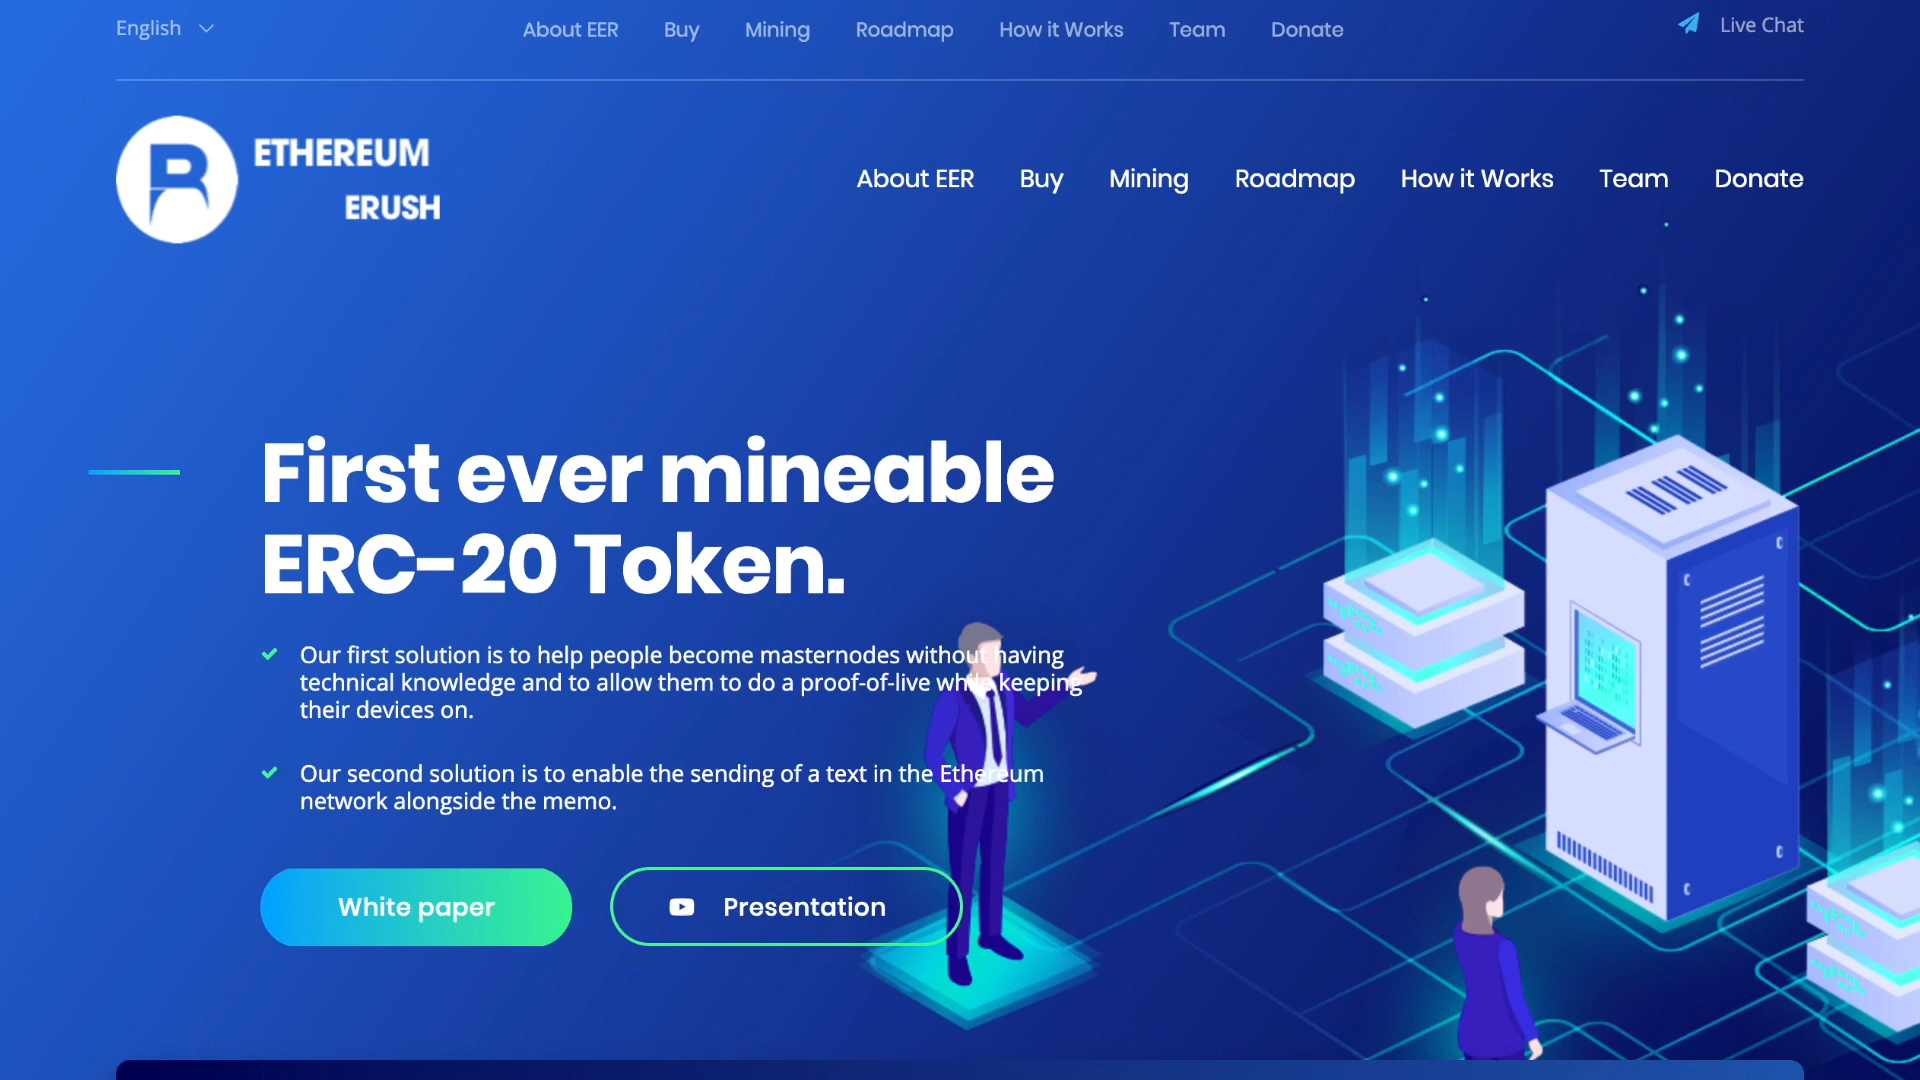 English
About EER Buy Mining Roadmap How it Works Team Donate
Live Chat
ETHEREUM
ERUSH
About EER Buy Mining Roadmap How it Works Team Donate
First ever mineable
ERC-20 Token.
Our first solution is to help people become masternodes without having
technical knowledge and to allow them to do a proof-of-live while keeping
their devices on.
Our second solution is to enable the sending of a text in the Ethereum
network alongside the memo.
White paper
Presentation